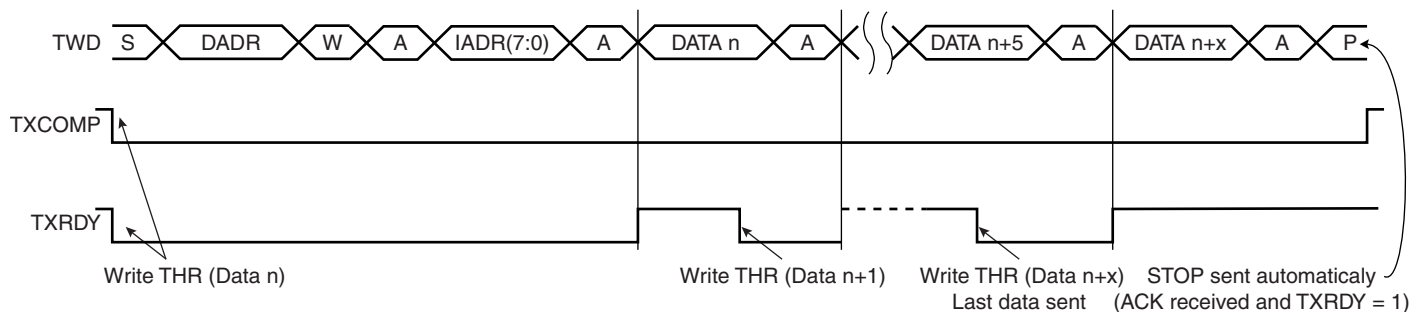 TWD S DADR W A IADR(7:0) A DATA n A DATA n+5 A DATA n+x A P
TXCOMP
TXRDY
Write THR (Data n) Write THR (Data n+1) Write THR (Data n+x) STOP sent automaticaly
Last data sent (ACK received and TXRDY = 1)